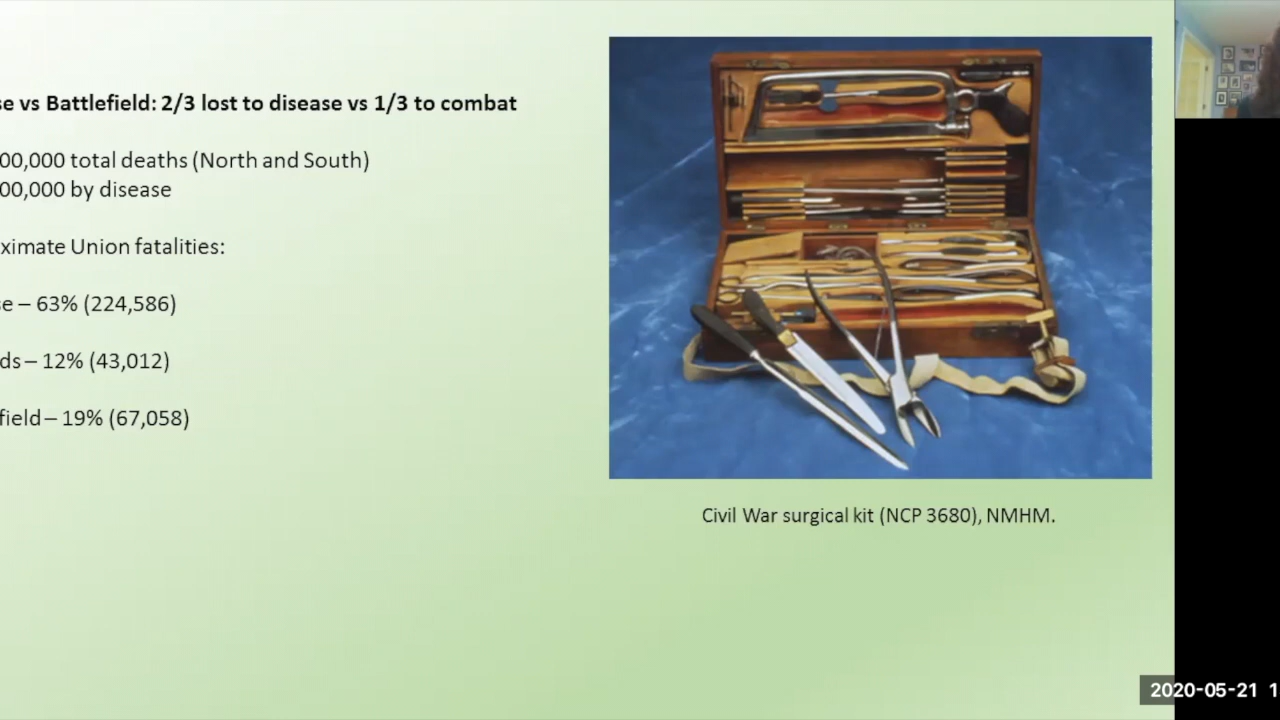 se vs Battlefield: 2/3 lost to disease vs 1/3 to combat
00,000 total deaths (North and South)
00,000 by disease
ximate Union fatalities:
se – 63% (224,586)
ds – 12% (43,012)
field – 19% (67,058)
Civil War surgical kit (NCP 3680), NMHM.
2020-05-21 1